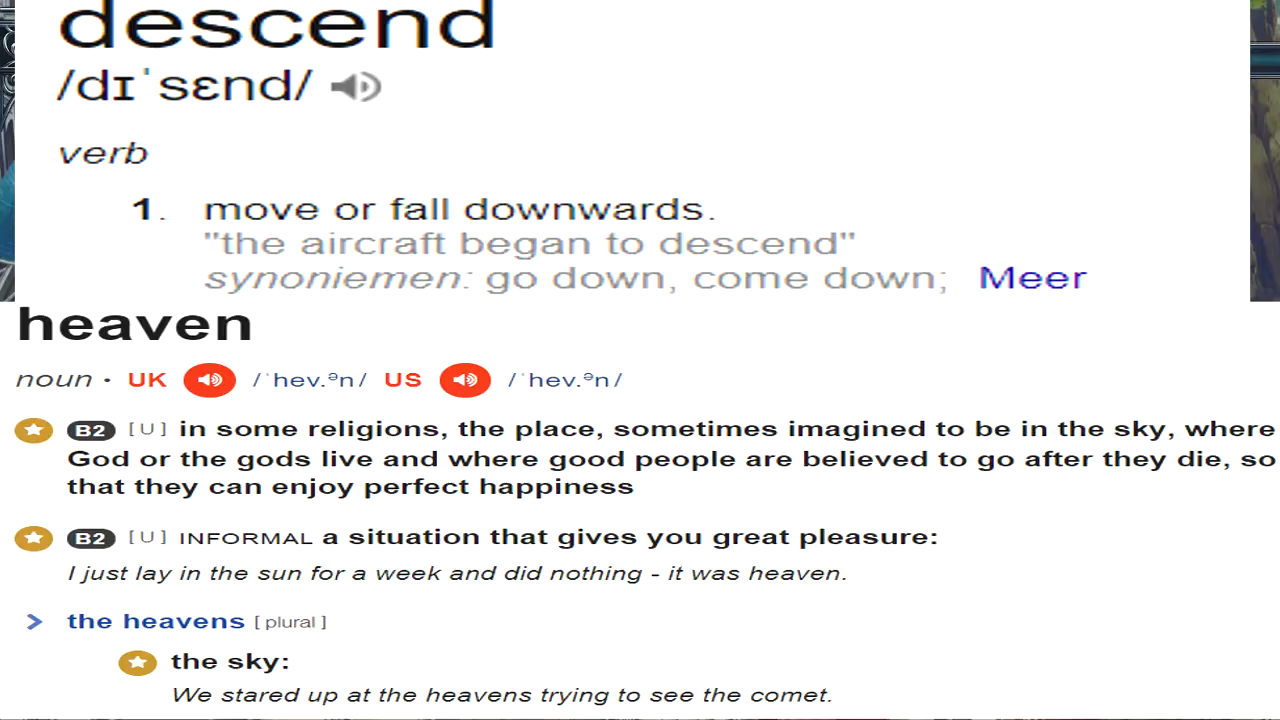 descend
/dɪˈsɛnd/
verb
1. move or fall downwards.
"the aircraft began to descend"
synoniemen: go down, come down; Meer
heaven
noun · UK /ˈhev.ᵊn/ US /ˈhev.ᵊn/
B2 [ U ] in some religions, the place, sometimes imagined to be in the sky, where
God or the gods live and where good people are believed to go after they die, so
that they can enjoy perfect happiness
B2 [ U ] INFORMAL a situation that gives you great pleasure:
I just lay in the sun for a week and did nothing - it was heaven.
the heavens [ plural ]
the sky:
We stared up at the heavens trying to see the comet.